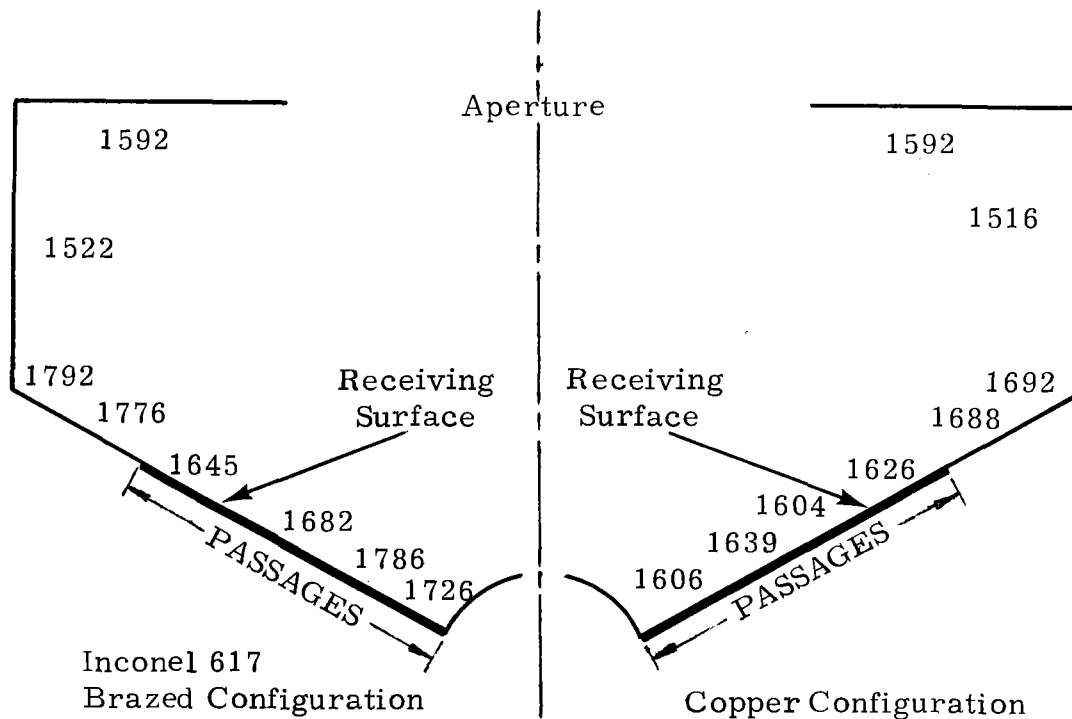 Aperture
1592
1522
1792
1776
1645
1682
1786
1726
Receiving
Surface
PASSAGES
Inconel 617
Brazed Configuration
1592
1516
1692
1688
1626
1604
1639
1606
Receiving
Surface
PASSAGES
Copper Configuration